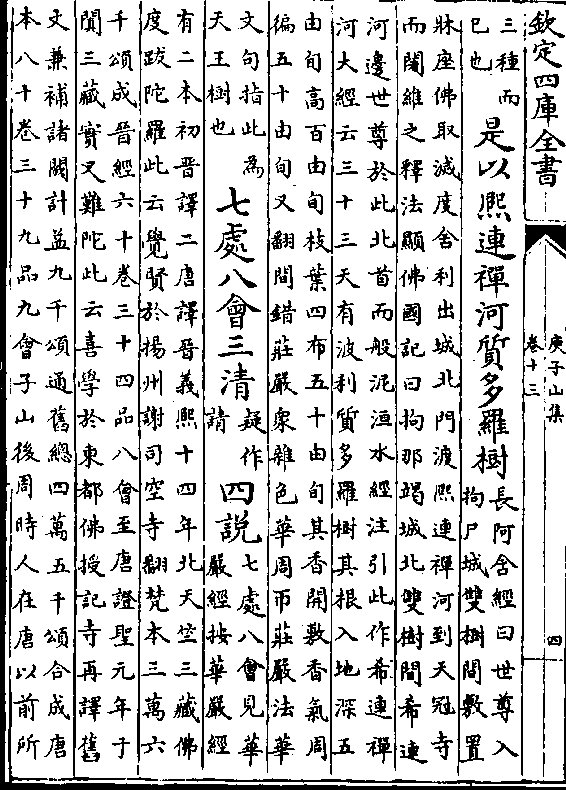 欽定四庫全書
庾子山集
卷十三
四
三種而
已也
是以熈連禪河質多羅樹
長阿含經曰世尊入
拘尸城雙樹間敷置
牀座佛取滅度舍利出城北門渡熈連禪河到天冠寺
而闍維之釋法顯佛國記曰拘那竭城北雙樹間希連
河邊世尊於此北首而般泥洹水經注引此作希連禪
河大經云三十三天有波利質多羅樹其根入地深五
由旬高百由旬枝葉四布五十由旬其香開敷香氣周
徧五十由旬又翻間錯莊嚴衆雜色華周帀莊嚴法華
文句指此為
天王樹也
七處八會三清
疑作
請
四説
七處八會見華
嚴經按華嚴經
有二本初晉譯二唐譯晉義熈十四年北天竺三藏佛
度跋陀羅此云覺賢於揚州謝司空寺翻梵本三萬六
千頌成晉經六十卷三十四品八會至唐證聖元年于
闐三藏實叉難陀此云喜學於東都佛授記寺再譯舊
文兼補諸闕計益九千頌通舊總四萬五千頌合成唐
本八十卷三十九品九會子山後周時人在唐以前所